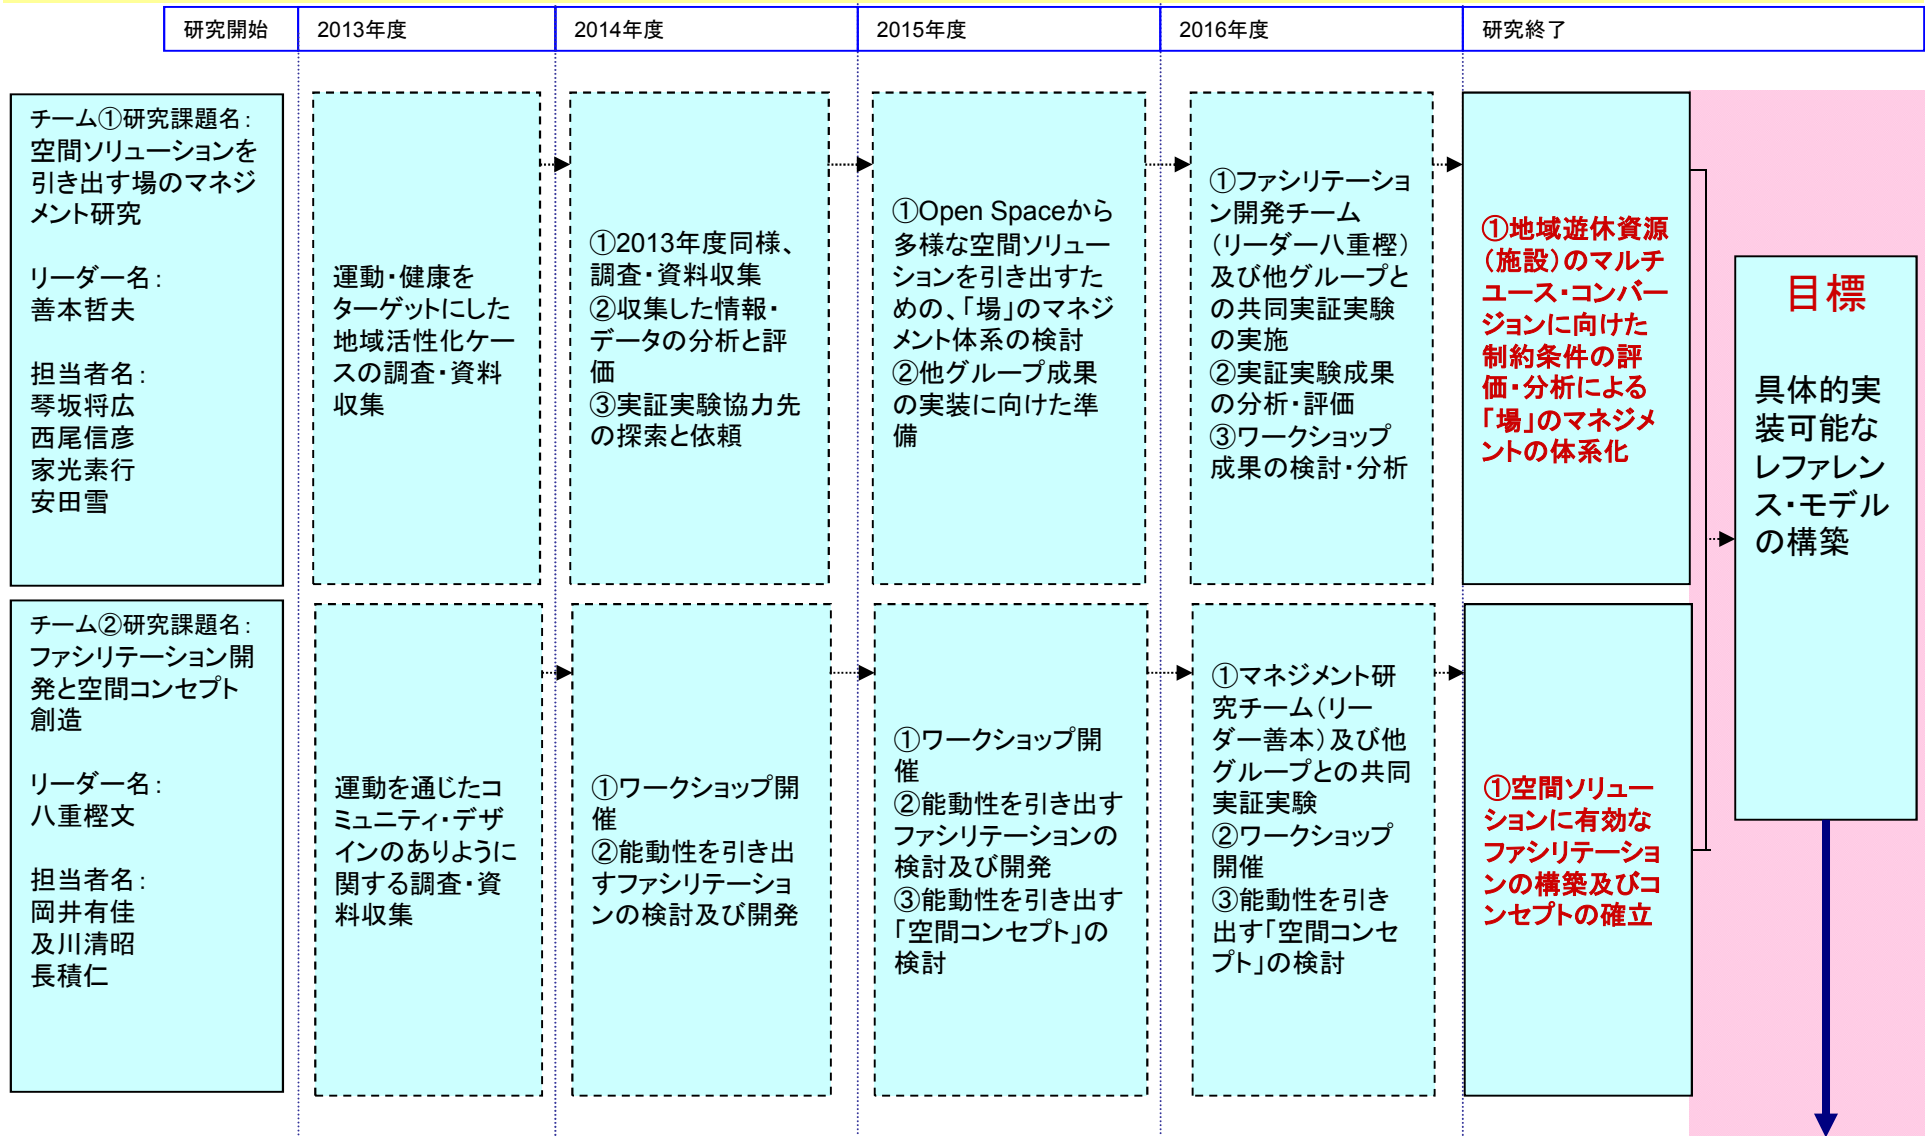 研究開始
2013年度
2014年度
2015年度
2016年度
研究終了
チーム①研究課題名：
空間ソリューションを
引き出す場のマネジ
メント研究
リーダー名：
善本哲夫
担当者名：
琴坂将広
西尾信彦
家光素行
安田雪
運動・健康を
ターゲットにした
地域活性化ケー
スの調査・資料
収集
①2013年度同様、
調査・資料収集
②収集した情報・
データの分析と評
価
③実証実験協力先
の探索と依頼
①Open Spaceから
多様な空間ソリュー
ションを引き出すた
めの、「場」のマネジ
メント体系の検討
②他グループ成果
の実装に向けた準
備
①ファシリテーショ
ン開発チーム
（リーダー八重樫）
及び他グループと
の共同実証実験
の実施
②実証実験成果
の分析・評価
③ワークショップ
成果の検討・分析
①地域遊休資源
（施設）のマルチ
ユース・コンバー
ジョンに向けた
制約条件の評
価・分析による
「場」のマネジメ
ントの体系化
目標
具体的実
装可能な
レファレン
ス・モデル
の構築
チーム②研究課題名：
ファシリテーション開
発と空間コンセプト
創造
リーダー名：
八重樫文
担当者名：
岡井有佳
及川清昭
長積仁
運動を通じたコ
ミュニティ・デザ
インのありように
関する調査・資
料収集
①ワークショップ開
催
②能動性を引き出
すファシリテーショ
ンの検討及び開発
①ワークショップ開
催
②能動性を引き出す
ファシリテーションの
検討及び開発
③能動性を引き出す
「空間コンセプト」の
検討
①マネジメント研
究チーム（リー
ダー善本）及び他
グループとの共同
実証実験
②ワークショップ
開催
③能動性を引き
出す「空間コンセ
プト」の検討
①空間ソリュー
ションに有効な
ファシリテーショ
ンの構築及びコ
ンセプトの確立